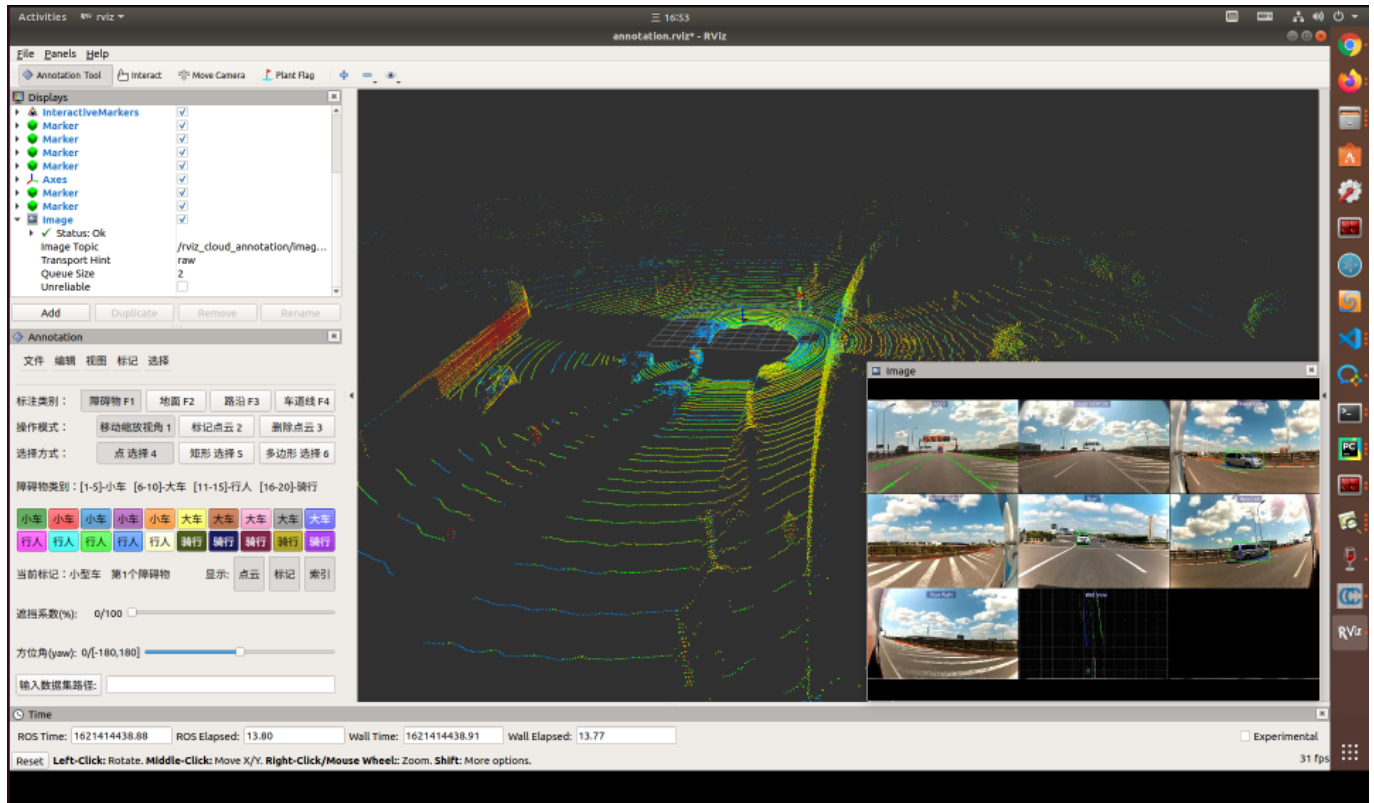 Activities rviz 三 16:53
annotation.rviz* - RViz
File Panels Help
Annotation Tool Interact Move Camera Plant Flag
Displays
InteractiveMarkers
Marker
Marker
Marker
Marker
Axes
Marker
Marker
Image
Status: Ok
Image Topic /rviz_cloud_annotation/imag...
Transport Hint raw
Queue Size 2
Unreliable
Add Duplicate Remove Rename
Annotation
文件 编辑 视图 标记 选择
标注类别： 障碍物 F1 地面 F2 路沿 F3 车道线 F4
操作模式： 移动缩放视角 1 标记点云 2 删除点云 3
选择方式： 点 选择 4 矩形 选择 5 多边形 选择 6
障碍物类别：[1-5]-小车 [6-10]-大车 [11-15]-行人 [16-20]-骑行
小车 小车 小车 小车 小车 大车 大车 大车 大车 大车
行人 行人 行人 行人 行人 骑行 骑行 骑行 骑行 骑行
当前标记：小型车 第1个障碍物 显示: 点云 标记 索引
遮挡系数(%): 0/100
方位角(yaw): 0/[-180,180]
输入数据集路径:
Image
Time
ROS Time: 1621414438.88 ROS Elapsed: 13.80 Wall Time: 1621414438.91 Wall Elapsed: 13.77 Experimental
Reset Left-Click: Rotate. Middle-Click: Move X/Y. Right-Click/Mouse Wheel:: Zoom. Shift: More options. 31 fps
PC
RViz